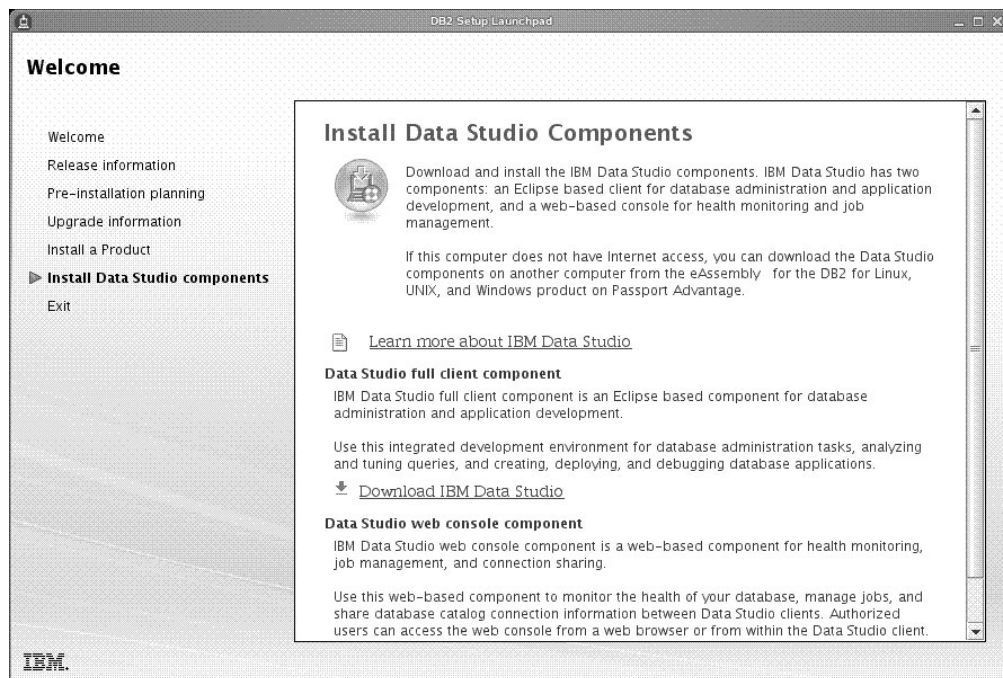 DB2 Setup Launchpad
Welcome
Welcome
Release information
Pre-installation planning
Upgrade information
Install a Product
Install Data Studio components
Exit
Install Data Studio Components
Download and install the IBM Data Studio components. IBM Data Studio has two
components: an Eclipse based client for database administration and application
development, and a web-based console for health monitoring and job
management.
If this computer does not have Internet access, you can download the Data Studio
components on another computer from the eAssembly for the DB2 for Linux,
UNIX, and Windows product on Passport Advantage.
Learn more about IBM Data Studio
Data Studio full client component
IBM Data Studio full client component is an Eclipse based component for database
administration and application development.
Use this integrated development environment for database administration tasks, analyzing
and tuning queries, and creating, deploying, and debugging database applications.
Download IBM Data Studio
Data Studio web console component
IBM Data Studio web console component is a web-based component for health monitoring,
job management, and connection sharing.
Use this web-based component to monitor the health of your database, manage jobs, and
share database catalog connection information between Data Studio clients. Authorized
users can access the web console from a web browser or from within the Data Studio client.
IBM.